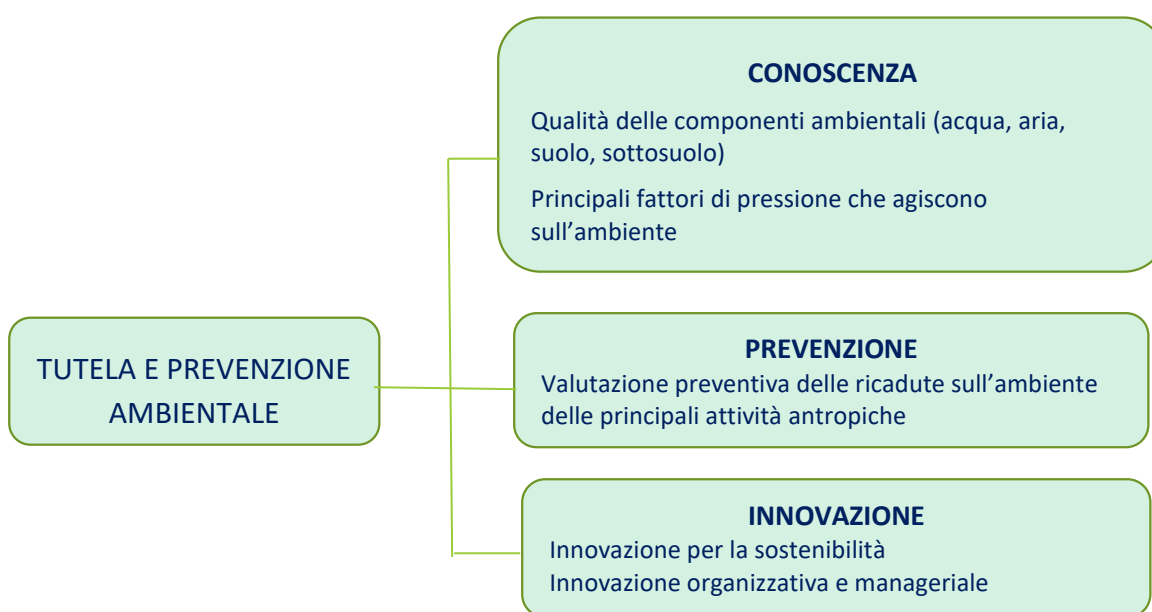 CONOSCENZA
Qualità delle componenti ambientali (acqua, aria,
suolo, sottosuolo)
Principali fattori di pressione che agiscono
sull’ambiente
TUTELA E PREVENZIONE
AMBIENTALE
PREVENZIONE
Valutazione preventiva delle ricadute sull’ambiente
delle principali attività antropiche
INNOVAZIONE
Innovazione per la sostenibilità
Innovazione organizzativa e manageriale